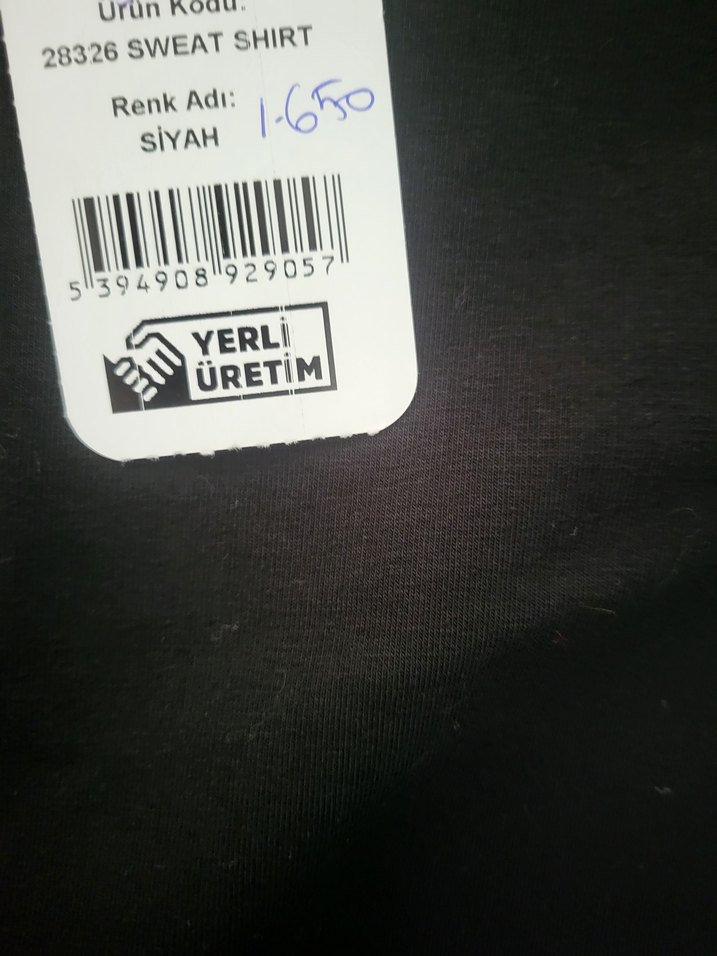 Ürün Kodu:
28326 SWEAT SHIRT
Renk Adı:
SİYAH
1.650
5 394908 929057
YERLİ
ÜRETİM